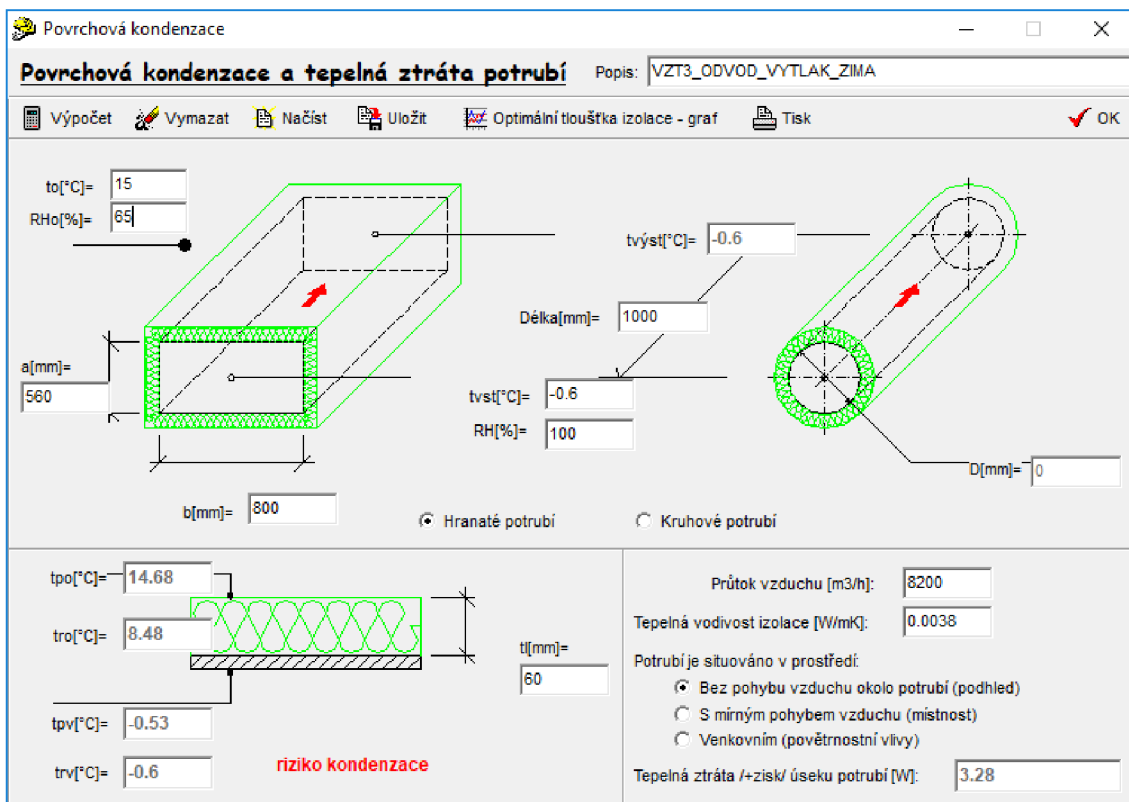 Povrchová kondenzace
Povrchová kondenzace a tepelná ztráta potrubí Popis: VZT3_ODVOD_VYTLAK_ZIMA
Výpočet Vymazat Načíst Uložit Optimální tloušťka izolace - graf Tisk OK
to[°C]= 15
RHo[%]= 65
tvýst[°C]= -0.6
Délka[mm]= 1000
a[mm]=
560
tvst[°C]= -0.6
RH[%]= 100
D[mm]= 0
b[mm]= 800
Hranaté potrubí Kruhové potrubí
tpo[°C]= 14.68
tro[°C]= 8.48
tl[mm]=
60
tpv[°C]= -0.53
trv[°C]= -0.6
riziko kondenzace
Průtok vzduchu [m3/h]: 8200
Tepelná vodivost izolace [W/mK]: 0.0038
Potrubí je situováno v prostředí:
Bez pohybu vzduchu okolo potrubí (podhled)
S mírným pohybem vzduchu (místnost)
Venkovním (povětrnostní vlivy)
Tepelná ztráta /+zisk/ úseku potrubí [W]: 3.28